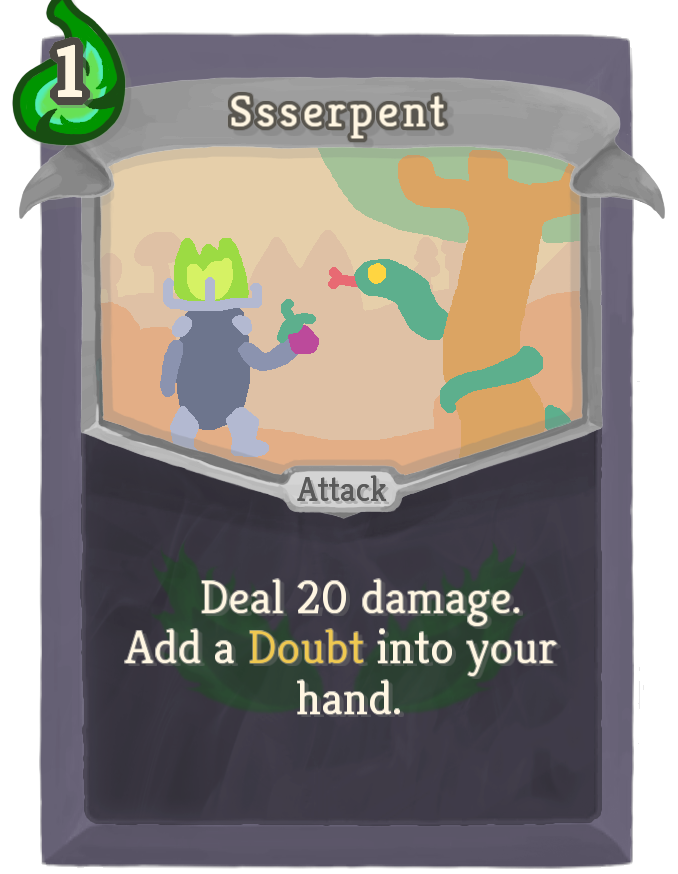 1
Ssserpent
Attack
Deal 20 damage.
Add a Doubt into your
hand.